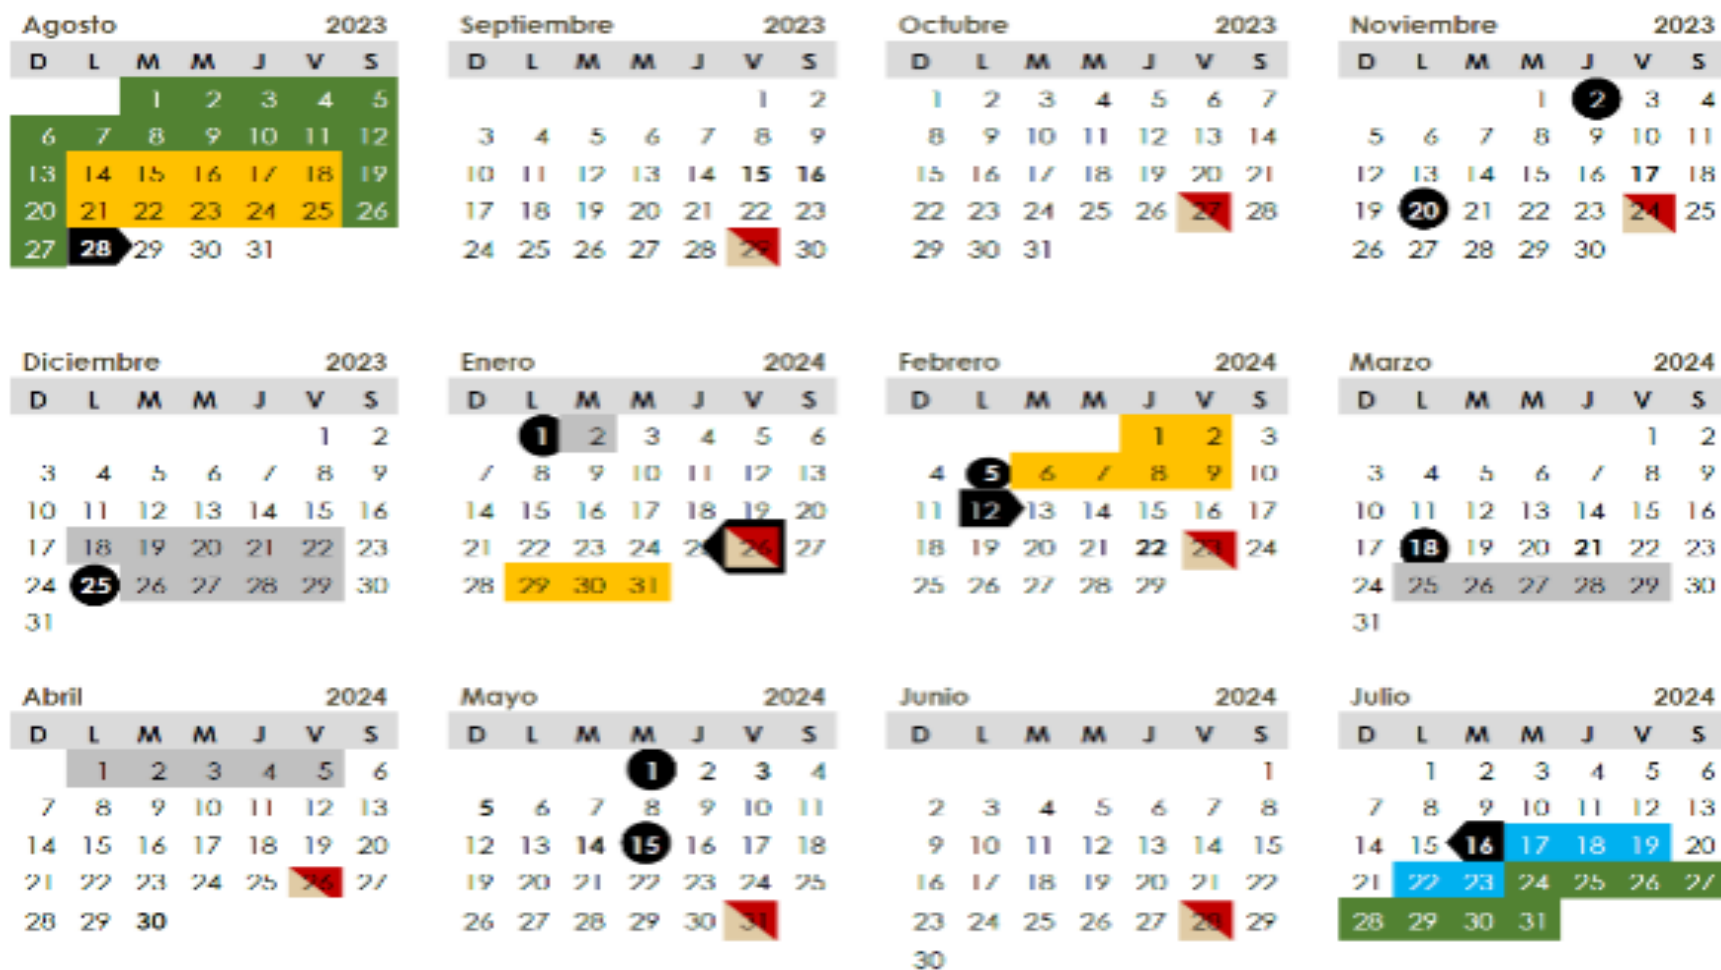 Agosto 2023 Septiembre 2023 Octubre 2023 Noviembre 2023
D L M M J V S D L M M J V S D L M M J V S D L M M J V S
1 2 3 4 5 1 2 1 2 3 4 5 6 7 1 2 3 4
6 7 8 9 10 11 12 3 4 5 6 7 8 9 8 9 10 11 12 13 14 5 6 7 8 9 10 11
13 14 15 16 17 18 19 10 11 12 13 14 15 16 15 16 17 18 19 20 21 12 13 14 15 16 17 18
20 21 22 23 24 25 26 17 18 19 20 21 22 23 22 23 24 25 26 27 28 19 20 21 22 23 24 25
27 28 29 30 31 24 25 26 27 28 29 30 29 30 31 26 27 28 29 30
Diciembre 2023 Enero 2024 Febrero 2024 Marzo 2024
D L M M J V S D L M M J V S D L M M J V S D L M M J V S
1 2 1 2 3 4 5 6 1 2 3 1 2
3 4 5 6 7 8 9 7 8 9 10 11 12 13 4 5 6 7 8 9 10 3 4 5 6 7 8 9
10 11 12 13 14 15 16 14 15 16 17 18 19 20 11 12 13 14 15 16 17 10 11 12 13 14 15 16
17 18 19 20 21 22 23 21 22 23 24 25 26 27 18 19 20 21 22 23 24 17 18 19 20 21 22 23
24 25 26 27 28 29 30 28 29 30 31 25 26 27 28 29 24 25 26 27 28 29 30
31 31
Abril 2024 Mayo 2024 Junio 2024 Julio 2024
D L M M J V S D L M M J V S D L M M J V S D L M M J V S
1 2 3 4 5 6 1 2 3 4 1 1 2 3 4 5 6
7 8 9 10 11 12 13 5 6 7 8 9 10 11 2 3 4 5 6 7 8 7 8 9 10 11 12 13
14 15 16 17 18 19 20 12 13 14 15 16 17 18 9 10 11 12 13 14 15 14 15 16 17 18 19 20
21 22 23 24 25 26 27 19 20 21 22 23 24 25 16 17 18 19 20 21 22 21 22 23 24 25 26 27
28 29 30 26 27 28 29 30 31 23 24 25 26 27 28 29 28 29 30 31
30